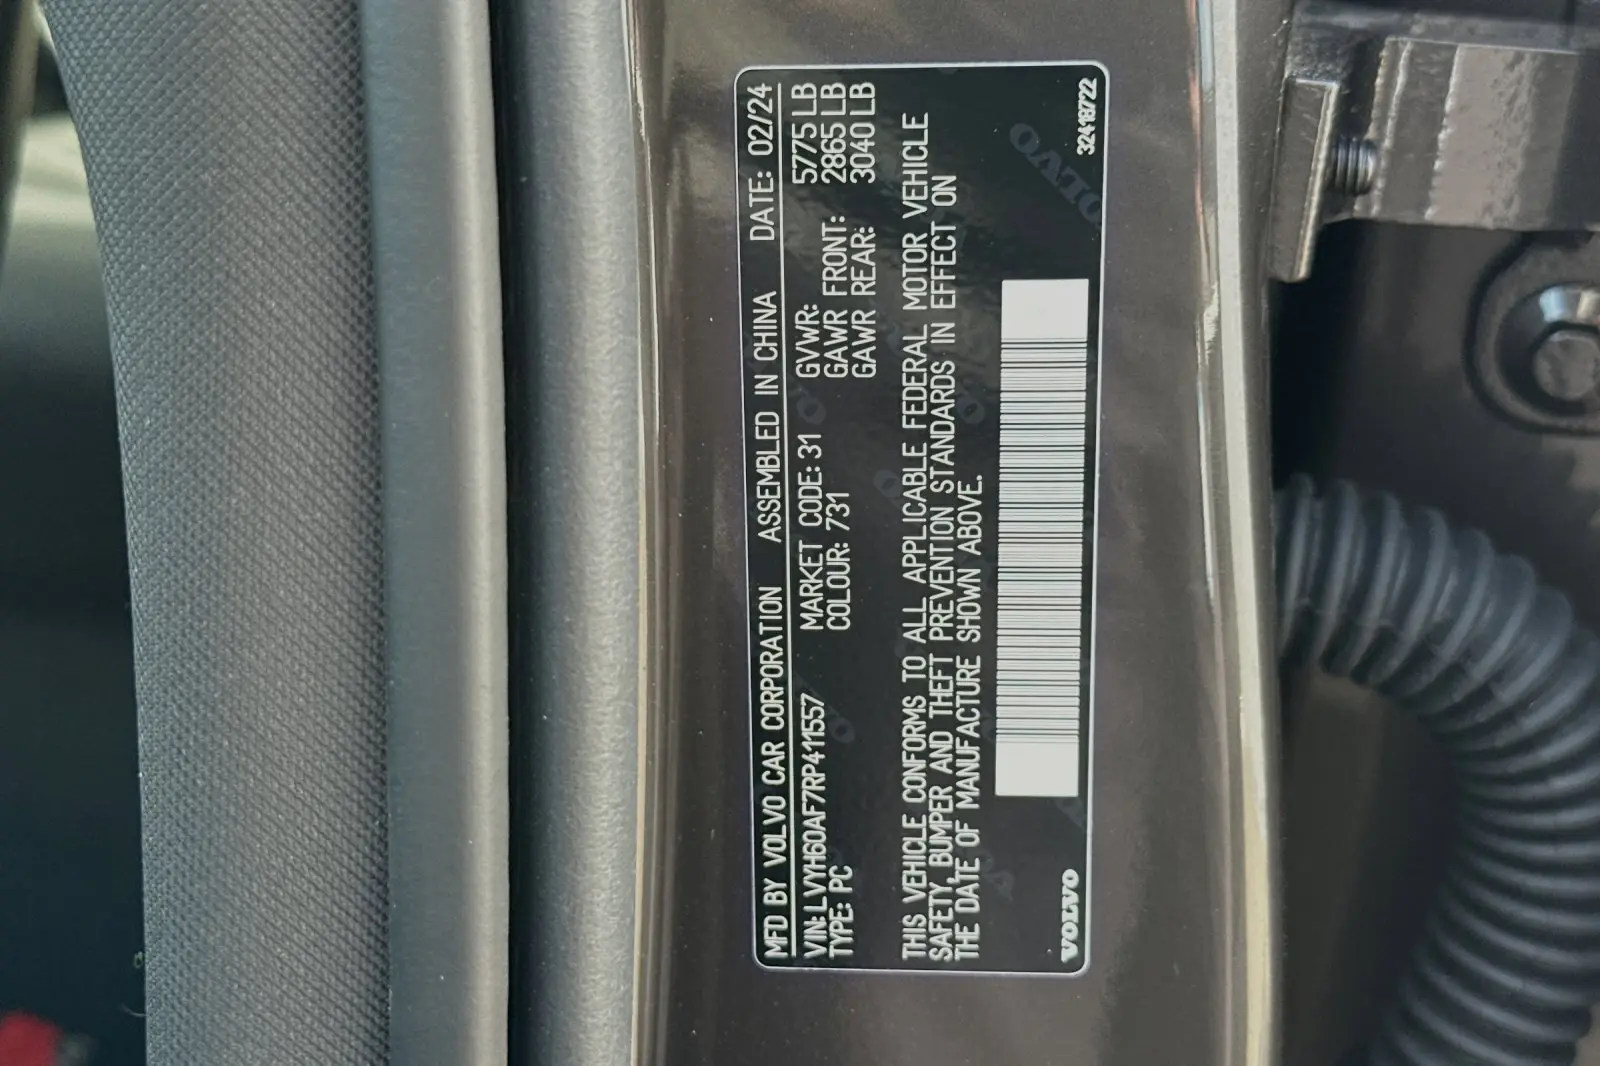 MFD BY VOLVO CAR CORPORATION ASSEMBLED IN CHINA DATE: 02/24
VIN: LVYH60AF7RP411557 MARKET CODE: 31 GVWR: 5775 LB
TYPE: PC COLOUR: 731 GAWR FRONT: 2865 LB
GAWR REAR: 3040 LB
THIS VEHICLE CONFORMS TO ALL APPLICABLE FEDERAL MOTOR VEHICLE
SAFETY, BUMPER AND THEFT PREVENTION STANDARDS IN EFFECT ON
THE DATE OF MANUFACTURE SHOWN ABOVE.
VOLVO 32418722